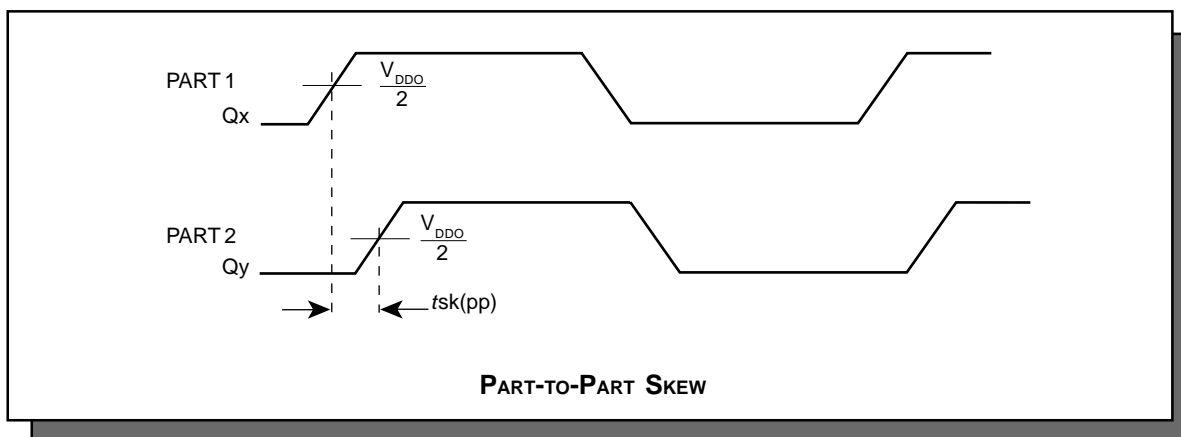 PART 1
Qx
VDDO
2
PART 2
Qy
VDDO
2
tsk(pp)
PART-TO-PART SKEW